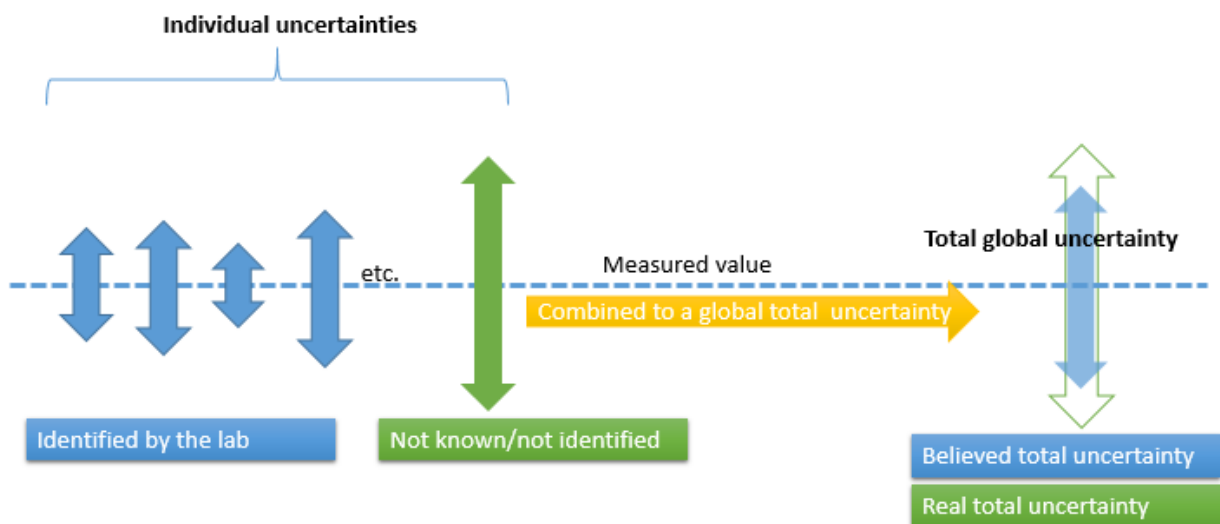 Individual uncertainties
Total global uncertainty
etc.
Measured value
Combined to a global total uncertainty
Identified by the lab
Not known/not identified
Believed total uncertainty
Real total uncertainty